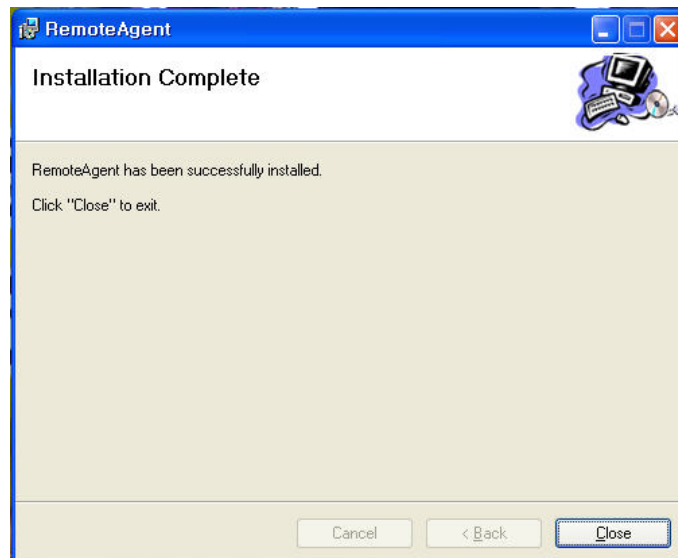 RemoteAgent
Installation Complete
RemoteAgent has been successfully installed.
Click "Close" to exit.
Cancel
< Back
Close